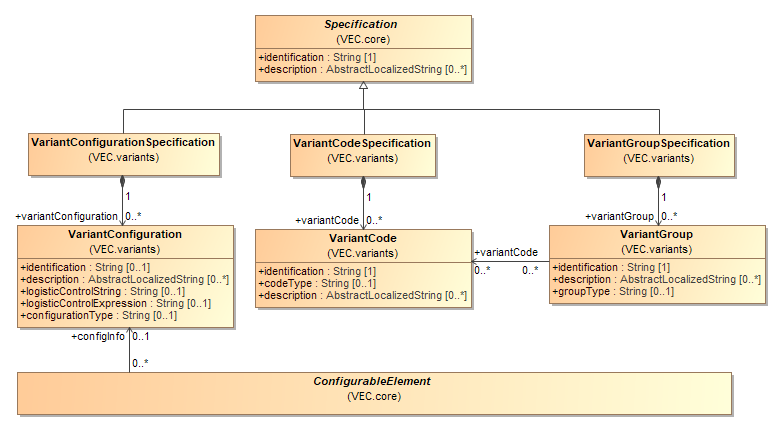 Specification
(VEC.core)
+identification : String [1]
+description : AbstractLocalizedString [0..*]
VariantConfigurationSpecification
(VEC.variants)
VariantCodeSpecification
(VEC.variants)
VariantGroupSpecification
(VEC.variants)
1
1
1
+variantConfiguration
0..*
+variantCode
0..*
+variantGroup
0..*
VariantConfiguration
(VEC.variants)
+identification : String [0..1]
+description : AbstractLocalizedString [0..*]
+logisticControlString : String [0..1]
+logisticControlExpression : String [0..1]
+configurationType : String [0..1]
VariantCode
(VEC.variants)
+identification : String [1]
+codeType : String [0..1]
+description : AbstractLocalizedString [0..*]
+variantCode
0..*
0..*
VariantGroup
(VEC.variants)
+identification : String [1]
+description : AbstractLocalizedString [0..*]
+groupType : String [0..1]
+configInfo
0..1
0..*
ConfigurableElement
(VEC.core)